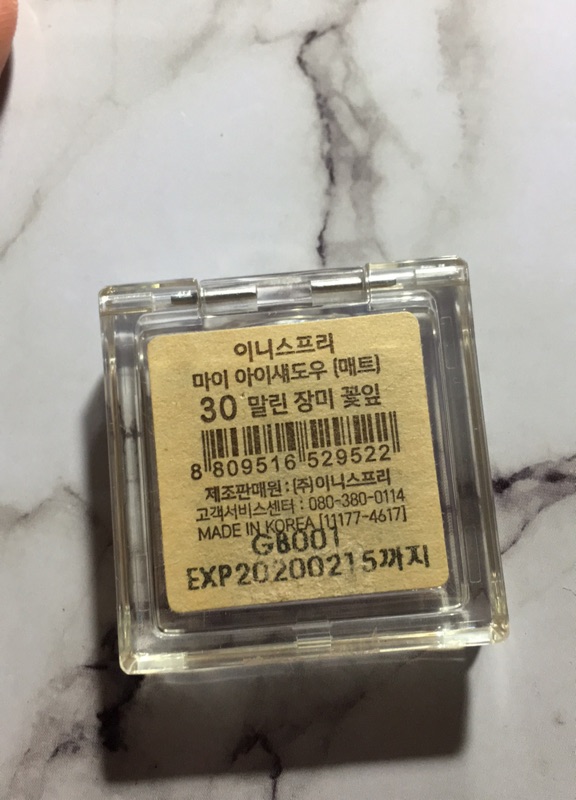 이니스프리
마이 아이섀도우 (매트)
30 말린 장미 꽃잎
8 809516 529522
제조판매원 : (주)이니스프리
고객서비스센터 : 080-380-0114
MADE IN KOREA [11177-4617]
GB001
EXP20200215까지